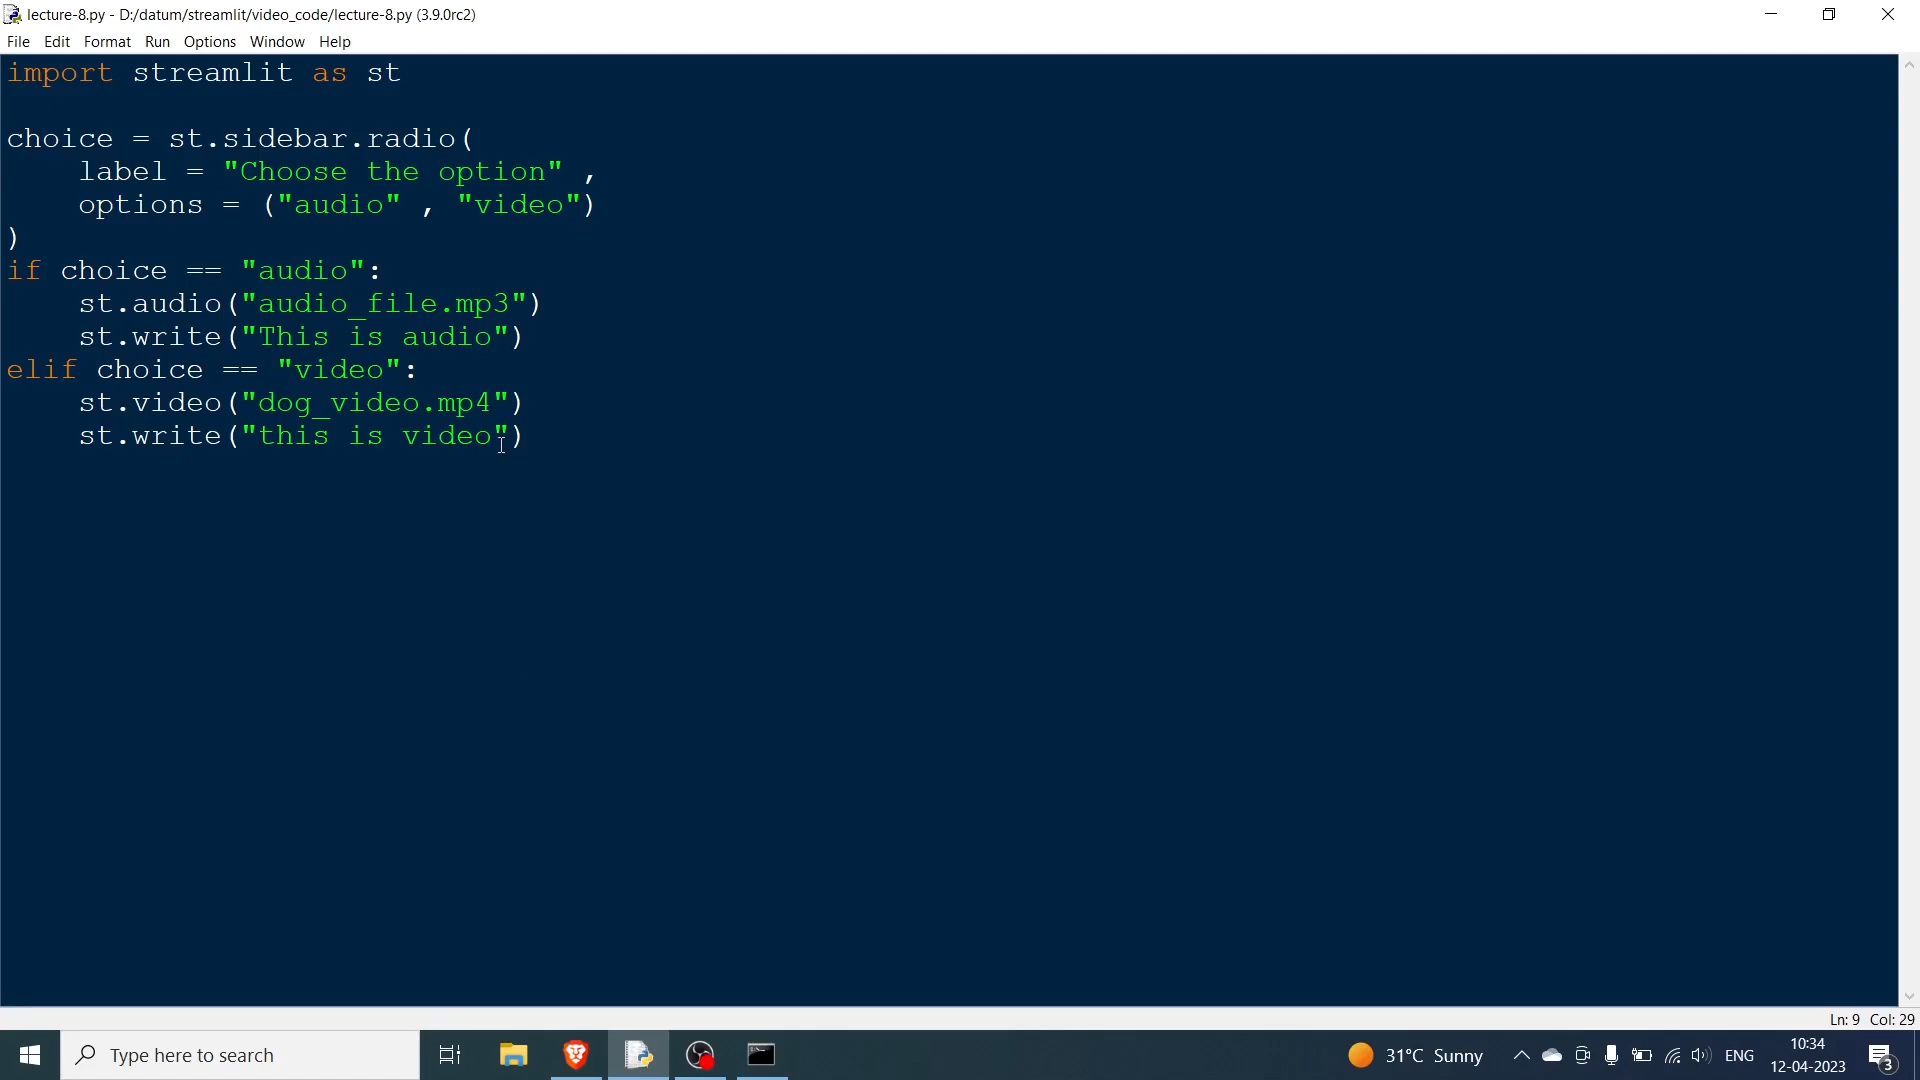 lecture-8.py - D:/datum/streamlit/video_code/lecture-8.py (3.9.0rc2)
File Edit Format Run Options Window Help
import streamlit as st
choice = st.sidebar.radio(
    label = "Choose the option" ,
    options = ("audio" , "video")
)
if choice == "audio":
    st.audio("audio_file.mp3")
    st.write("This is audio")
elif choice == "video":
    st.video("dog_video.mp4")
    st.write("this is video")
Ln: 9 Col: 29
Type here to search
31°C Sunny
ENG
10:34
12-04-2023
3